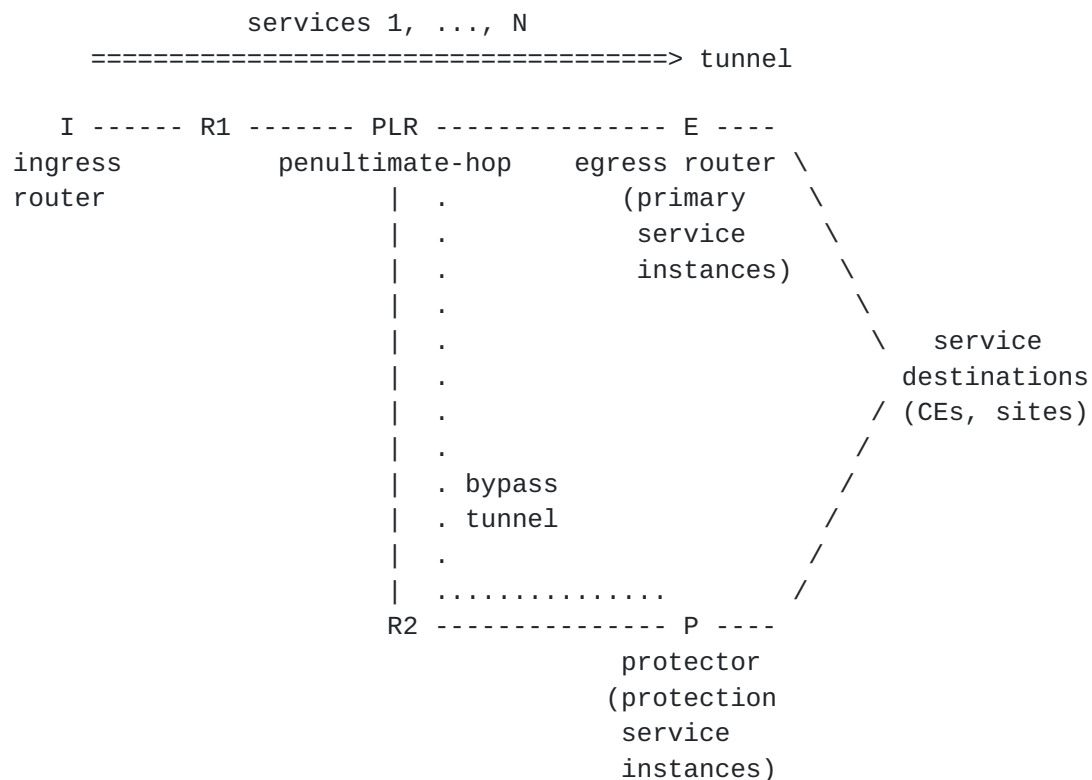 services 1, ..., N
=====================================> tunnel
I ------ R1 ------- PLR --------------- E ----
ingress penultimate-hop egress router \
router | . (primary \
| . service \
| . instances) \
| . \
| . \ service
| . destinations
| . / (CEs, sites)
| . /
| . bypass /
| . tunnel /
| . /
| ............... /
R2 --------------- P ----
protector
(protection
service
instances)